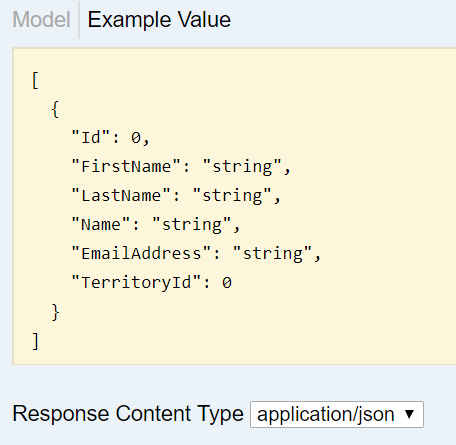 Model Example Value
[
{
"Id": 0,
"FirstName": "string",
"LastName": "string",
"Name": "string",
"EmailAddress": "string",
"TerritoryId": 0
}
]
Response Content Type application/json ▼